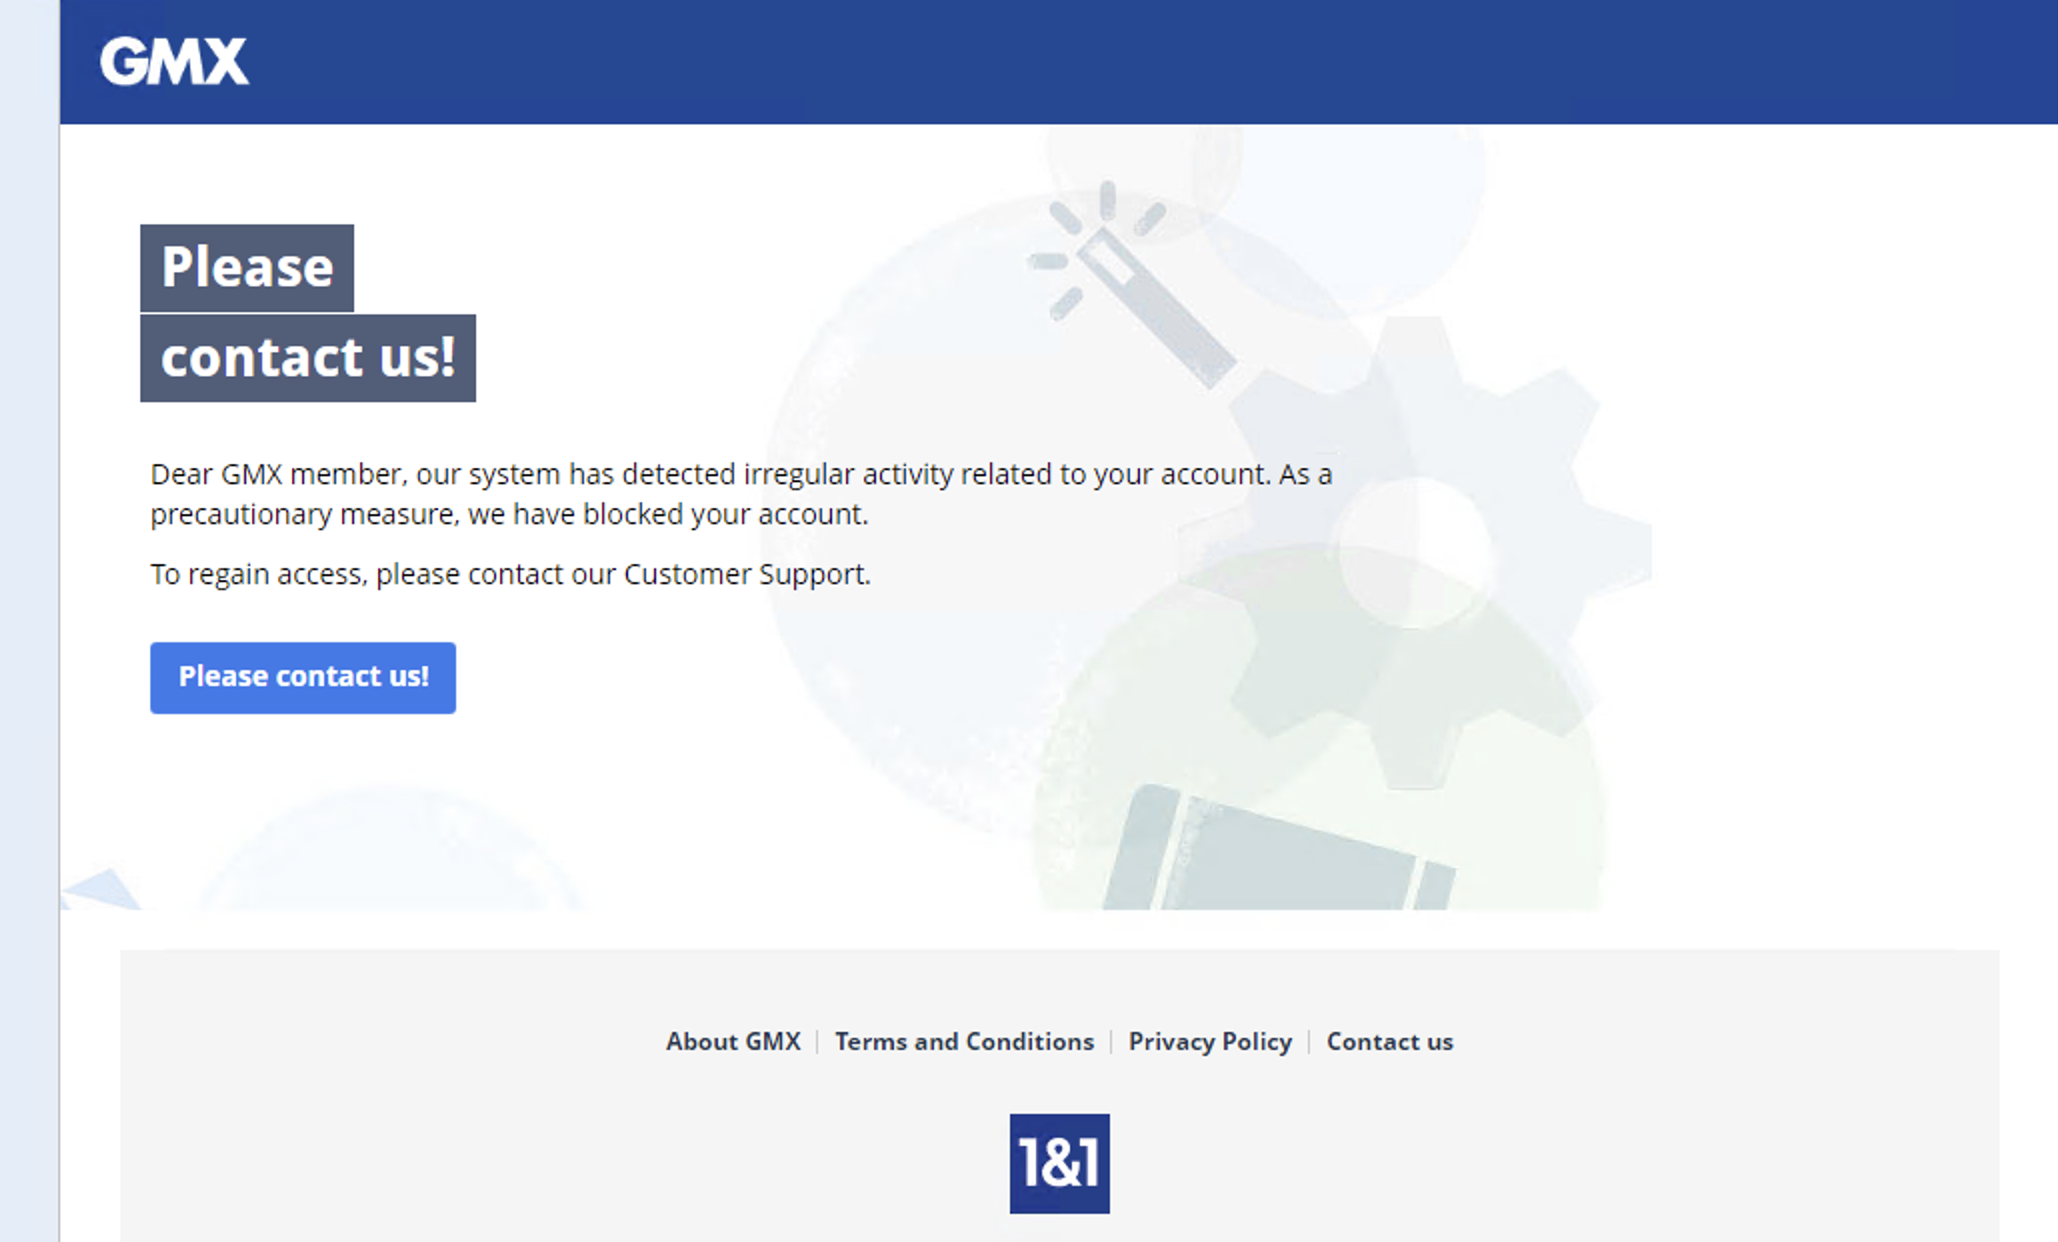 GMX
Please
contact us!
Dear GMX member, our system has detected irregular activity related to your account. As a
precautionary measure, we have blocked your account.
To regain access, please contact our Customer Support.
Please contact us!
About GMX | Terms and Conditions | Privacy Policy | Contact us
1&1